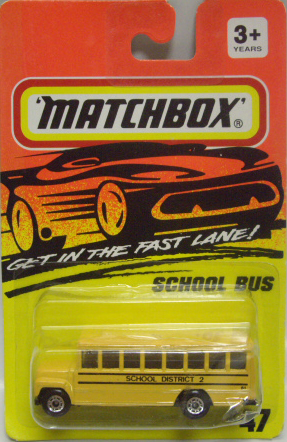 3+
YEARS
'MATCHBOX'®
GET IN THE FAST LANE!
SCHOOL BUS
SCHOOL DISTRICT 2
47